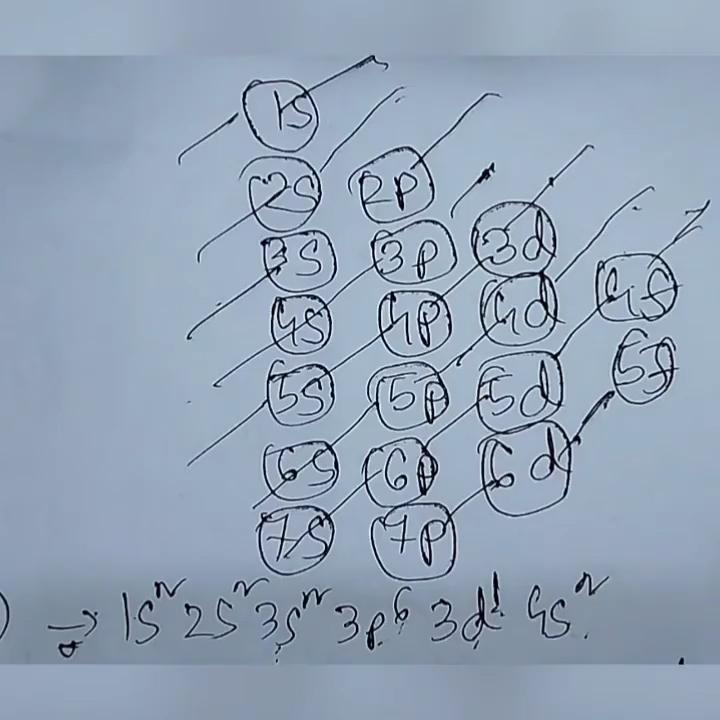 1s
2s 2p
3s 3p 3d
4s 4p 4d 4f
5s 5p 5d 5f
6s 6p 6d
7s 7p
) → 1s² 2s² 3s² 3p⁶ 3d¹ 4s²